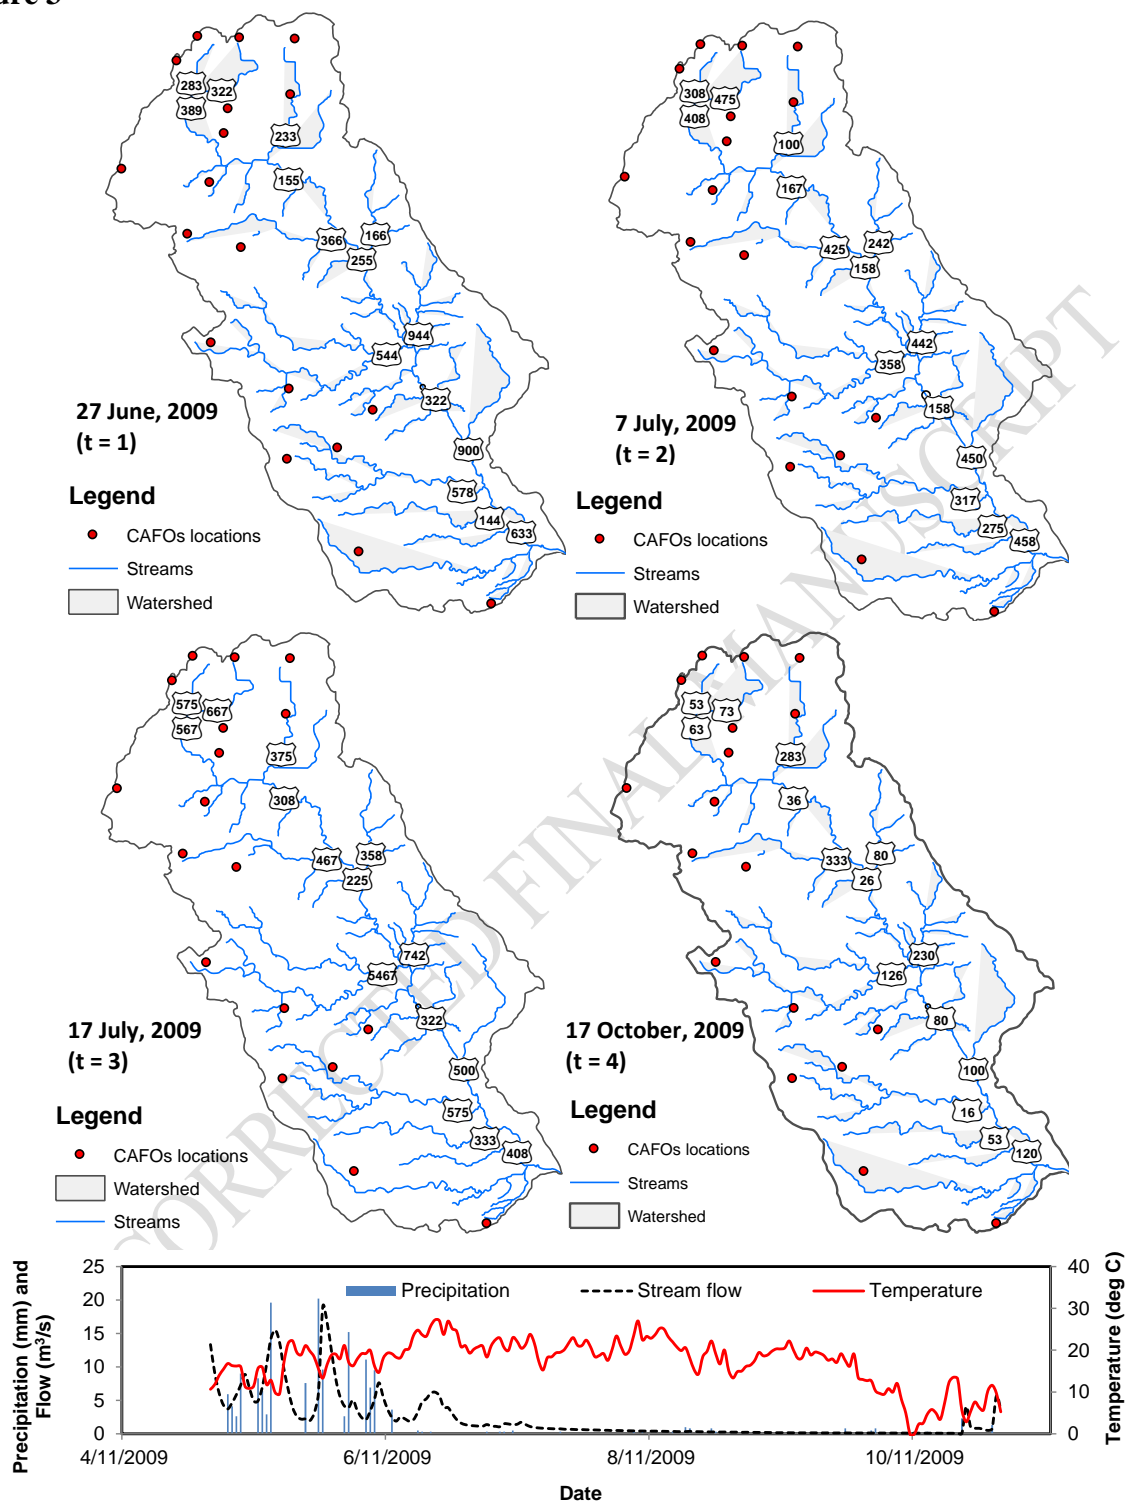 ure 3
283
322
389
233
155
366
166
255
944
544
322
900
578
144
633
27 June, 2009
(t = 1)
Legend
CAFOs locations
Streams
Watershed
308
475
408
100
167
425
242
158
442
358
158
450
317
275
458
7 July, 2009
(t = 2)
Legend
CAFOs locations
Streams
Watershed
575
667
567
375
308
467
358
225
742
5467
322
500
575
333
408
17 July, 2009
(t = 3)
Legend
CAFOs locations
Watershed
Streams
53
73
63
283
36
333
80
26
230
126
80
100
16
53
120
17 October, 2009
(t = 4)
Legend
CAFOs locations
Streams
Watershed
CORRECTED FINAL MANUSCRIPT
Precipitation (mm) and
Flow (m³/s)
25
20
15
10
5
0
Precipitation
Stream flow
Temperature
40
30
20
10
0
Temperature (deg C)
4/11/2009
6/11/2009
8/11/2009
10/11/2009
Date